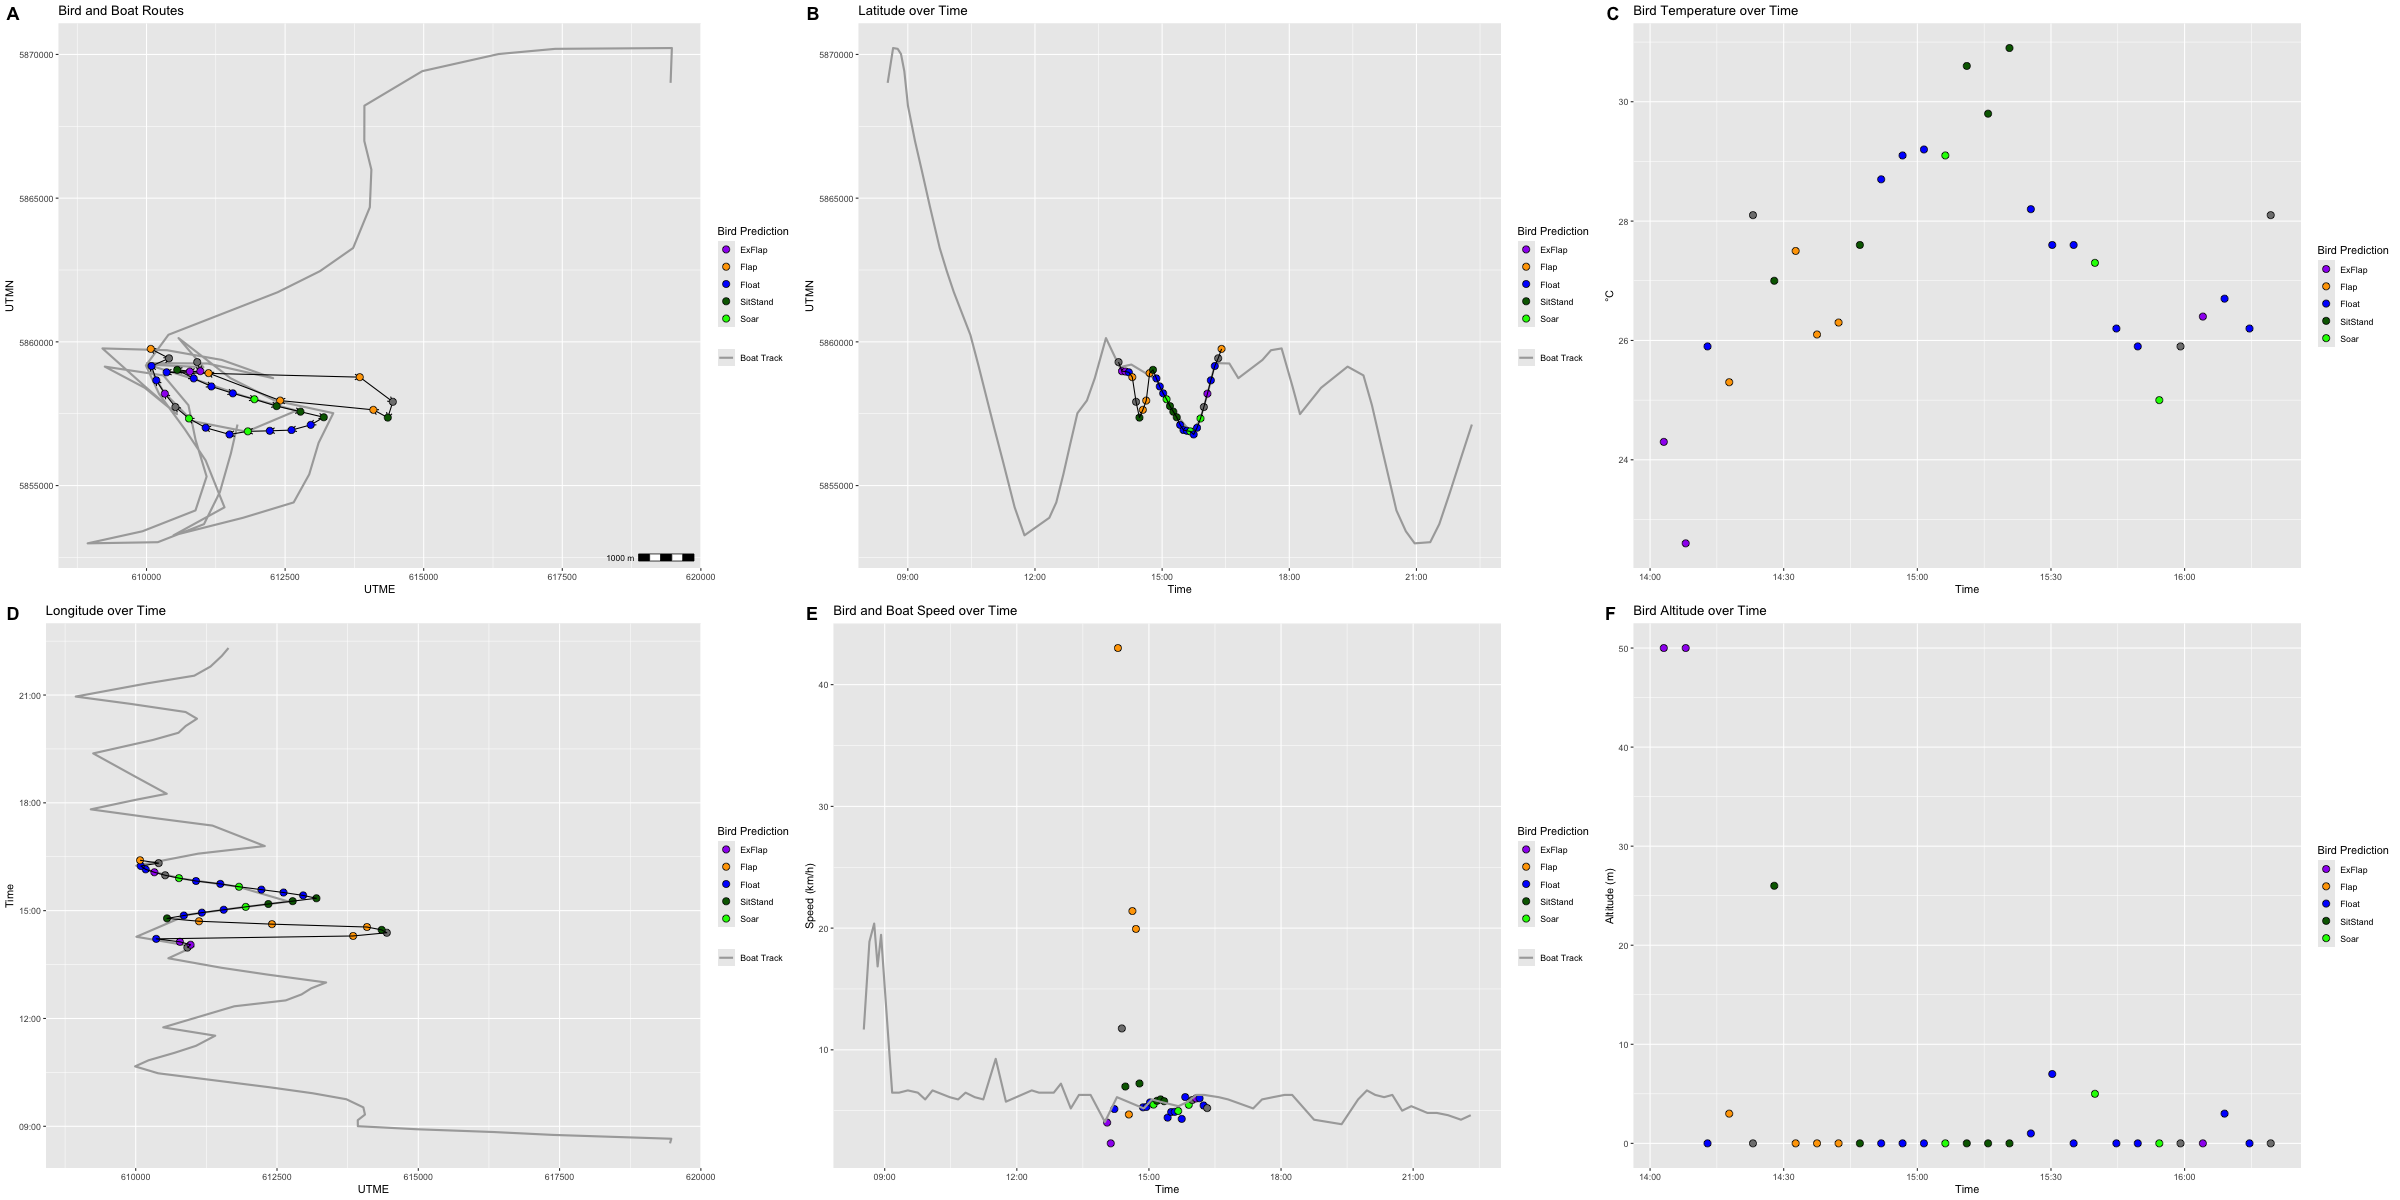 A Bird and Boat Routes
5870000
5865000
5860000
5855000
UTMN
610000 612500 615000 617500 620000
UTME
1000 m
Bird Prediction
ExFlap
Flap
Float
SitStand
Soar
Boat Track
B Latitude over Time
5870000
5865000
5860000
5855000
UTMN
09:00 12:00 15:00 18:00 21:00
Time
Bird Prediction
ExFlap
Flap
Float
SitStand
Soar
Boat Track
C Bird Temperature over Time
30
28
26
24
°C
14:00 14:30 15:00 15:30 16:00
Time
Bird Prediction
ExFlap
Flap
Float
SitStand
Soar
D Longitude over Time
21:00
18:00
15:00
12:00
09:00
Time
610000 612500 615000 617500 620000
UTME
Bird Prediction
ExFlap
Flap
Float
SitStand
Soar
Boat Track
E Bird and Boat Speed over Time
40
30
20
10
Speed (km/h)
09:00 12:00 15:00 18:00 21:00
Time
Bird Prediction
ExFlap
Flap
Float
SitStand
Soar
Boat Track
F Bird Altitude over Time
50
40
30
20
10
0
Altitude (m)
14:00 14:30 15:00 15:30 16:00
Time
Bird Prediction
ExFlap
Flap
Float
SitStand
Soar